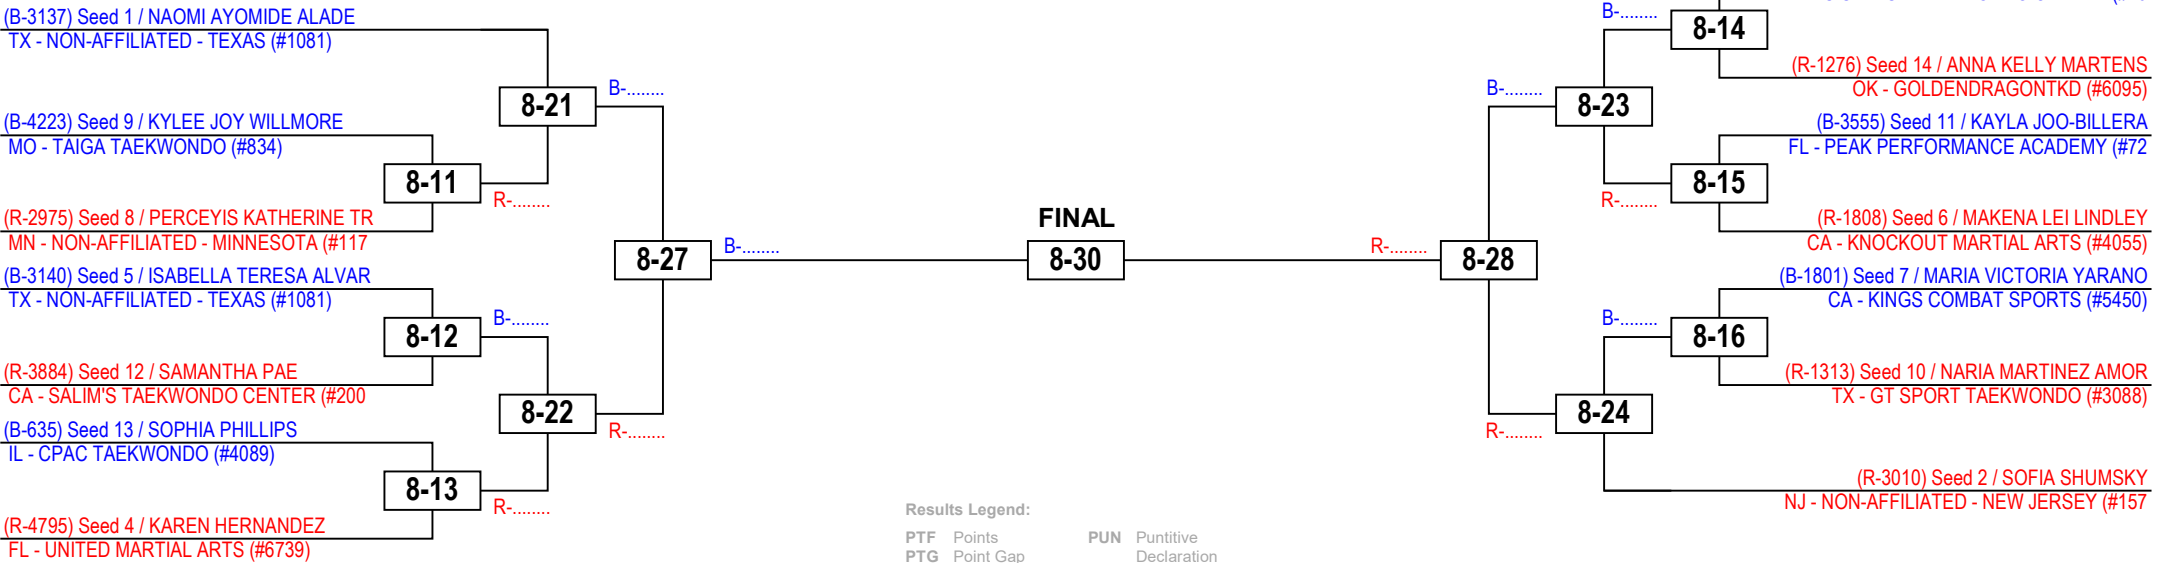 (B-3137) Seed 1 / NAOMI AYOMIDE ALADE
TX - NON-AFFILIATED - TEXAS (#1081)
8-21
B-........
(B-4223) Seed 9 / KYLEE JOY WILLMORE
MO - TAIGA TAEKWONDO (#834)
8-11
R-........
(R-2975) Seed 8 / PERCEYIS KATHERINE TR
MN - NON-AFFILIATED - MINNESOTA (#117
8-27
B-........
(B-3140) Seed 5 / ISABELLA TERESA ALVAR
TX - NON-AFFILIATED - TEXAS (#1081)
8-12
B-........
(R-3884) Seed 12 / SAMANTHA PAE
CA - SALIM'S TAEKWONDO CENTER (#200
8-22
R-........
(B-635) Seed 13 / SOPHIA PHILLIPS
IL - CPAC TAEKWONDO (#4089)
8-13
R-........
(R-4795) Seed 4 / KAREN HERNANDEZ
FL - UNITED MARTIAL ARTS (#6739)
FINAL
8-30
B-........
8-14
(R-1276) Seed 14 / ANNA KELLY MARTENS
OK - GOLDENDRAGONTKD (#6095)
B-........
8-23
(B-3555) Seed 11 / KAYLA JOO-BILLERA
FL - PEAK PERFORMANCE ACADEMY (#72
8-15
R-........
(R-1808) Seed 6 / MAKENA LEI LINDLEY
CA - KNOCKOUT MARTIAL ARTS (#4055)
R-........
8-28
(B-1801) Seed 7 / MARIA VICTORIA YARANO
CA - KINGS COMBAT SPORTS (#5450)
B-........
8-16
(R-1313) Seed 10 / NARIA MARTINEZ AMOR
TX - GT SPORT TAEKWONDO (#3088)
8-24
R-........
(R-3010) Seed 2 / SOFIA SHUMSKY
NJ - NON-AFFILIATED - NEW JERSEY (#157
Results Legend:
PTF Points PUN Puntitive
PTG Point Gap Declaration